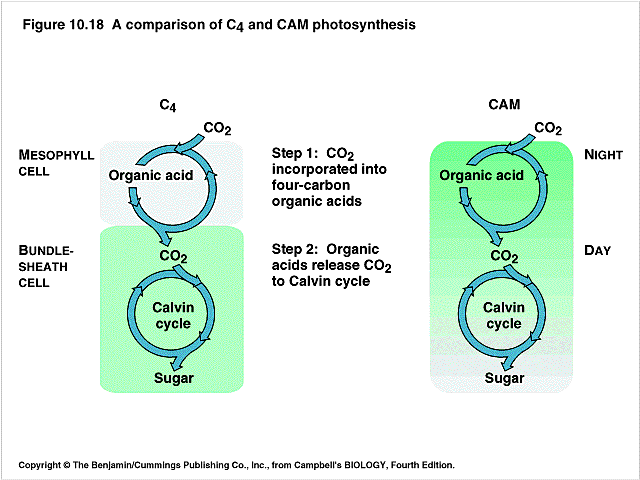 Figure 10.18 A comparison of C4 and CAM photosynthesis
C4
CO2
MESOPHYLL
CELL
Organic acid
BUNDLE-
SHEATH
CELL
CO2
Calvin
cycle
Sugar
Step 1: CO2
incorporated into
four-carbon
organic acids
Step 2: Organic
acids release CO2
to Calvin cycle
CAM
CO2
NIGHT
Organic acid
DAY
CO2
Calvin
cycle
Sugar
Copyright © The Benjamin/Cummings Publishing Co., Inc., from Campbell's BIOLOGY, Fourth Edition.